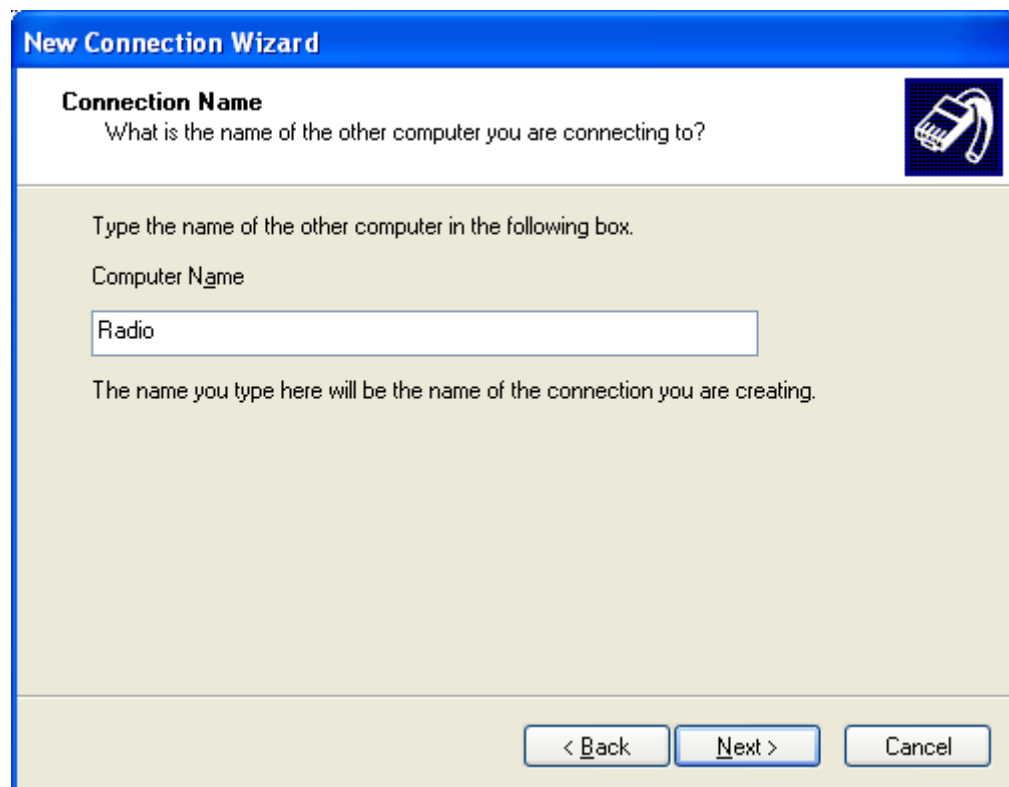 New Connection Wizard
Connection Name
What is the name of the other computer you are connecting to?
Type the name of the other computer in the following box.
Computer Name
Radio
The name you type here will be the name of the connection you are creating.
< Back Next > Cancel